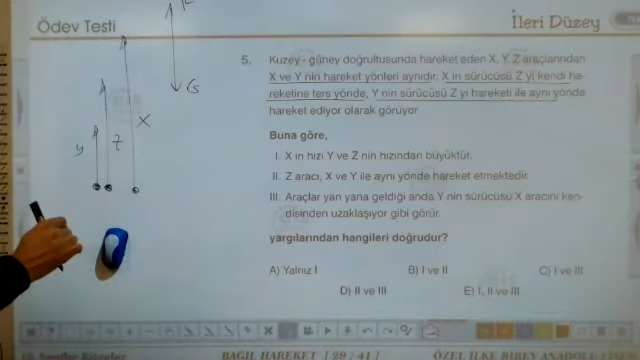 Ödev Testi
İleri Düzey
K
G
y
Z
X
5. Kuzey - güney doğrultusunda hareket eden X, Y, Z araçlarından
X ve Y nin hareket yönleri aynıdır. X in sürücüsü Z yi kendi ha-
reketine ters yönde, Y nin sürücüsü Z yi hareketi ile aynı yönde
hareket ediyor olarak görüyor
Buna göre,
I. X in hızı Y ve Z nin hızından büyüktür.
II. Z aracı, X ve Y ile aynı yönde hareket etmektedir.
III. Araçlar yan yana geldiği anda Y nin sürücüsü X aracını ken-
disinden uzaklaşıyor gibi görür.
yargılarından hangileri doğrudur?
A) Yalnız I
B) I ve II
C) I ve III
D) II ve III
E) I, II ve III
BAĞIL HAREKET [ 29 / 41 ]